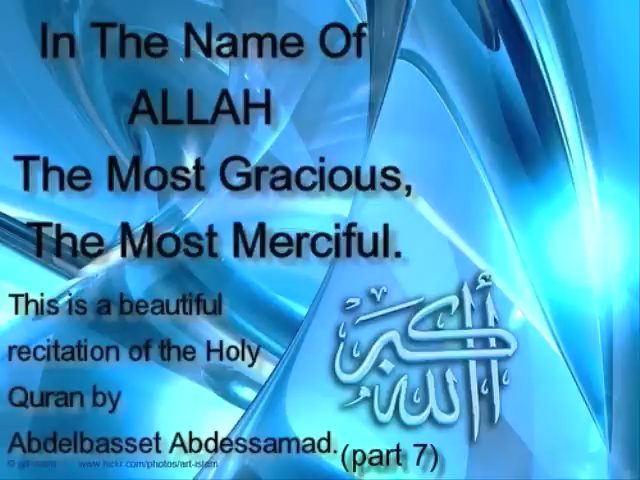 In The Name Of
ALLAH
The Most Gracious,
The Most Merciful.
This is a beautiful
recitation of the Holy
Quran by
Abdelbasset Abdessamad.
(part 7)
الله أكبر
www.flickr.com/photos/art-islam